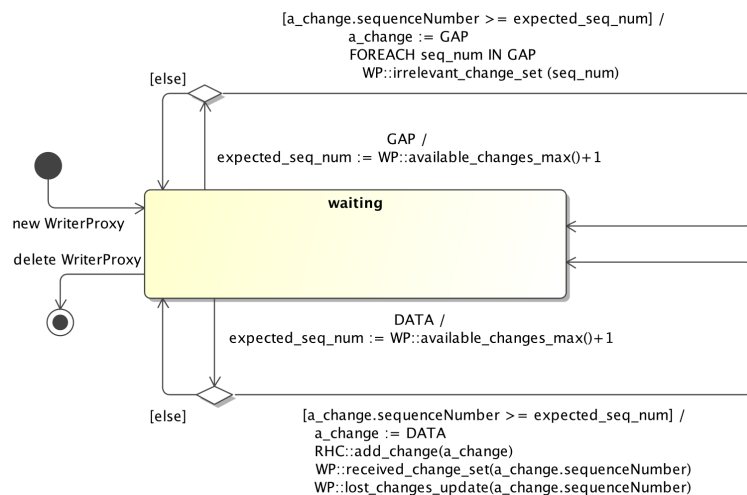 [a_change.sequenceNumber >= expected_seq_num] /
a_change := GAP
FOREACH seq_num IN GAP
WP::irrelevant_change_set (seq_num)
[else]
GAP /
expected_seq_num := WP::available_changes_max()+1
waiting
new WriterProxy
delete WriterProxy
DATA /
expected_seq_num := WP::available_changes_max()+1
[else]
[a_change.sequenceNumber >= expected_seq_num] /
a_change := DATA
RHC::add_change(a_change)
WP::received_change_set(a_change.sequenceNumber)
WP::lost_changes_update(a_change.sequenceNumber)